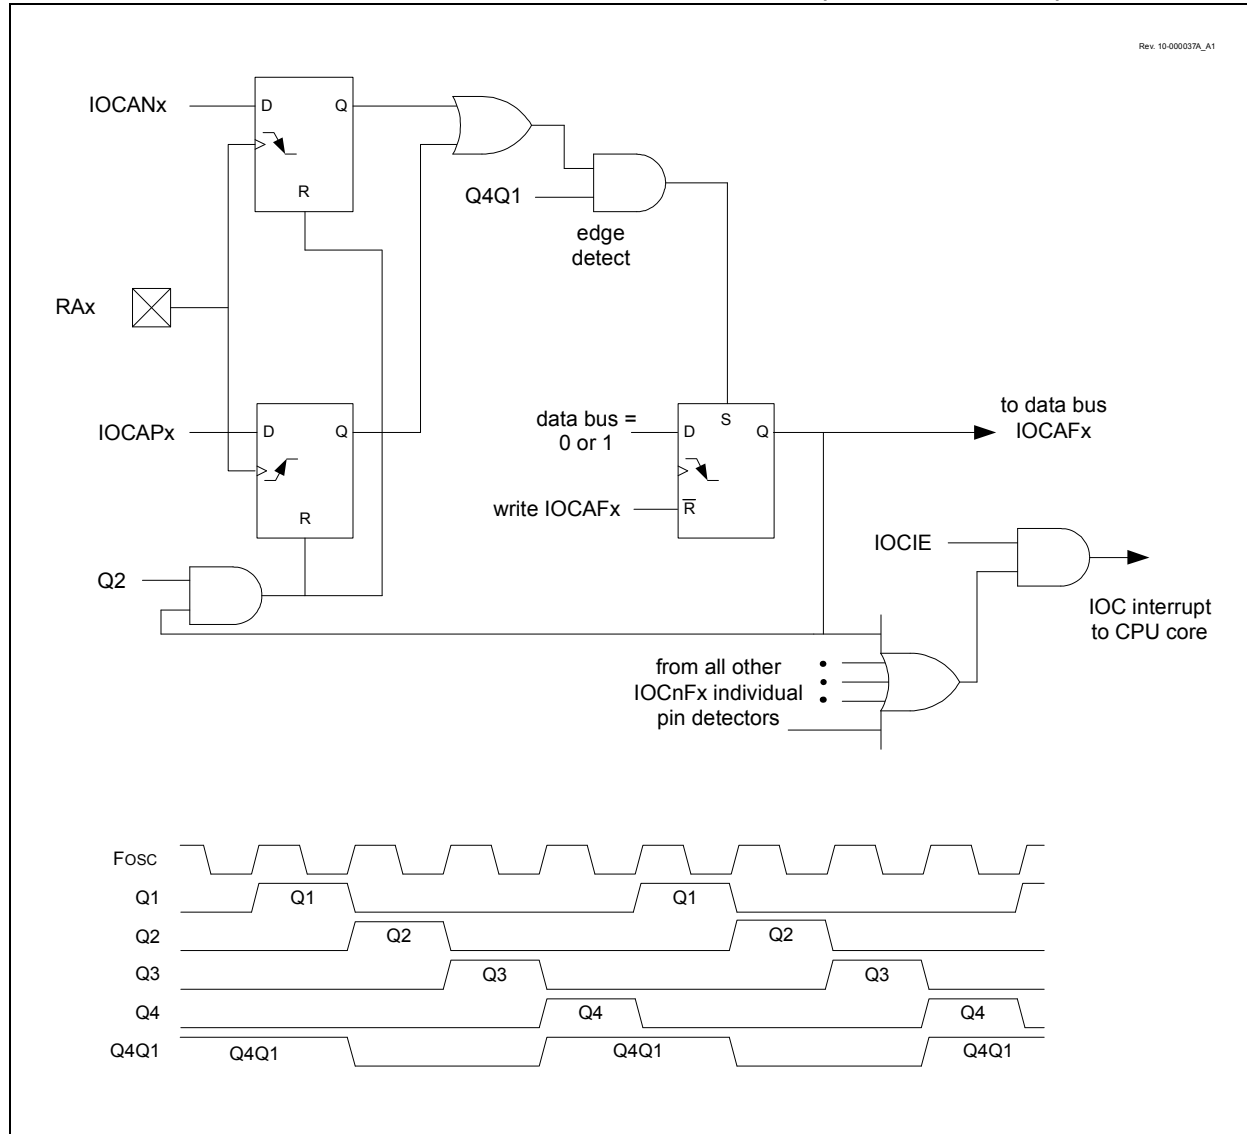 Rev. 10-000037A_A1
IOCANx
D
Q
R
Q4Q1
edge
detect
RAx
IOCAPx
D
Q
R
data bus =
0 or 1
S
D
Q
R
write IOCAFx
to data bus
IOCAFx
IOCIE
Q2
IOC interrupt
to CPU core
from all other
IOCnFx individual
pin detectors
FOSC
Q1
Q1
Q1
Q2
Q2
Q2
Q3
Q3
Q3
Q4
Q4
Q4
Q4Q1
Q4Q1
Q4Q1
Q4Q1